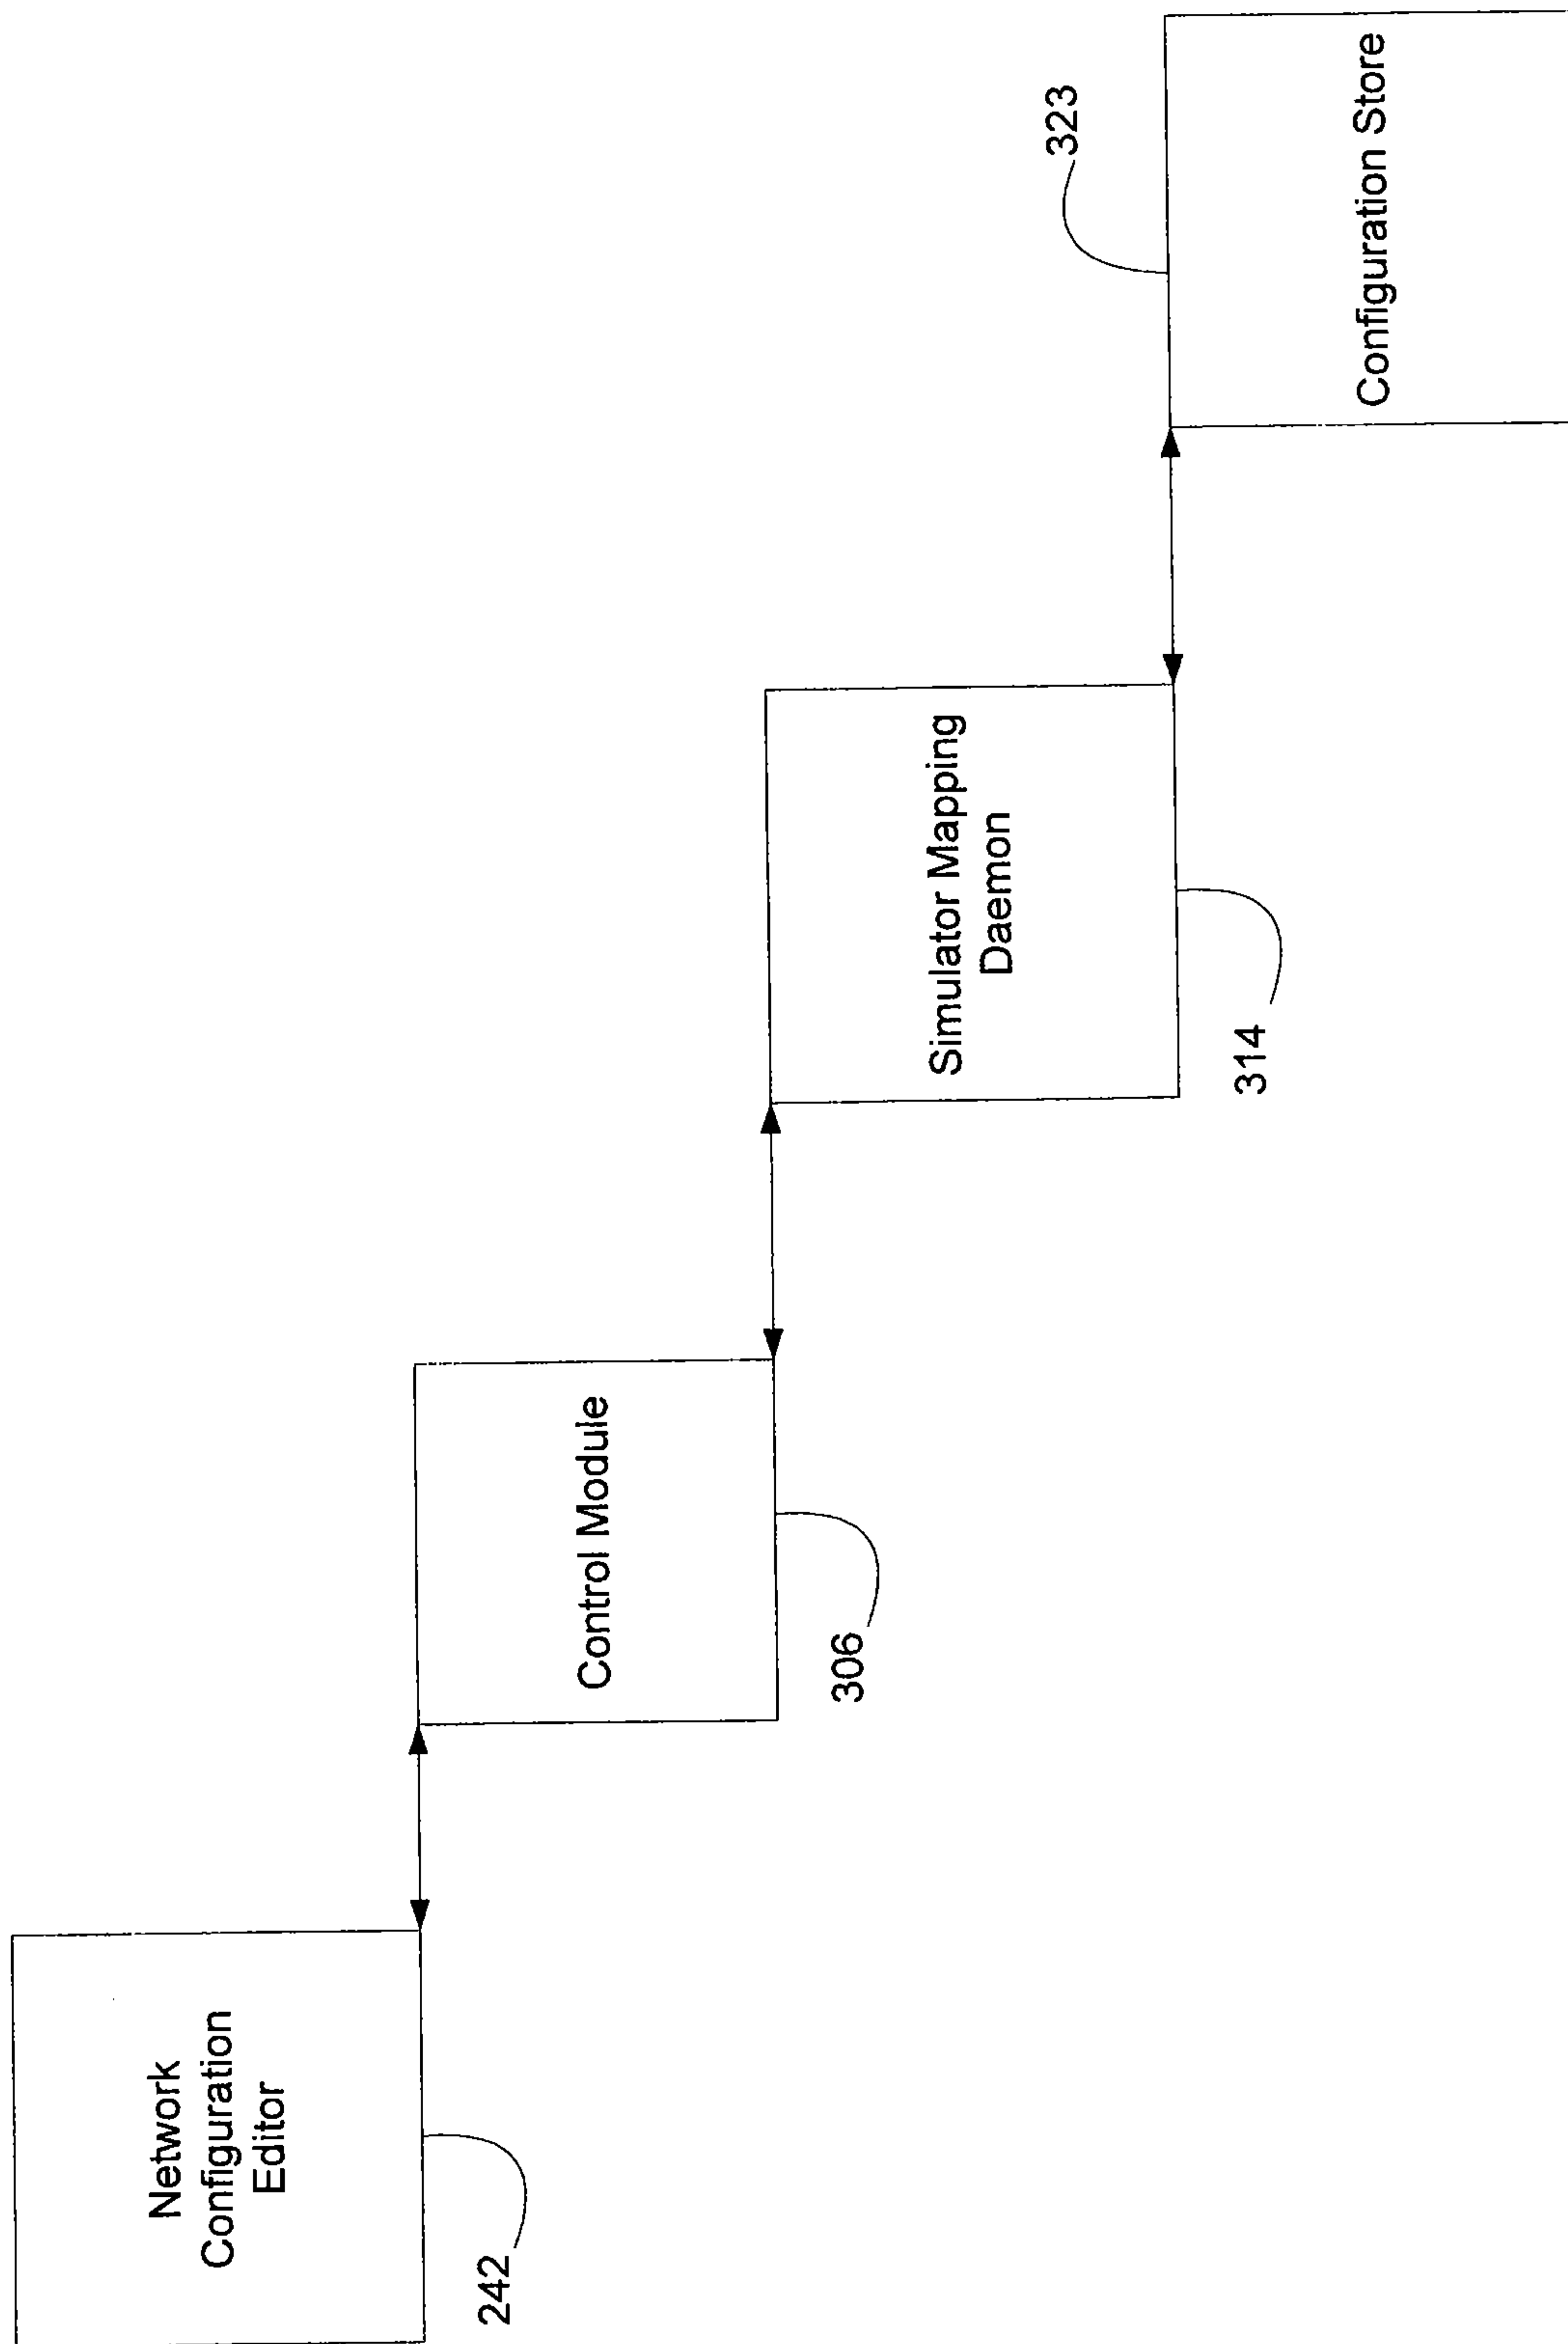 Network
Configuration
Editor
242
Control Module
306
Simulator Mapping
Daemon
314
323
Configuration Store